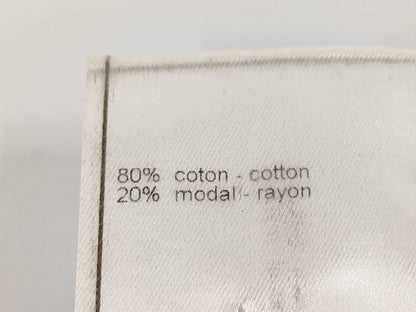 80% coton - cotton
20% modal - rayon